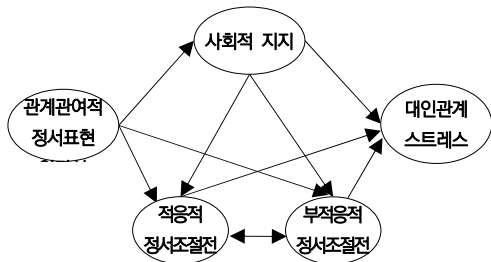 사회적 지지
관계관여적
정서표현
대인관계
스트레스
적응적
정서조절전
부적응적
정서조절전